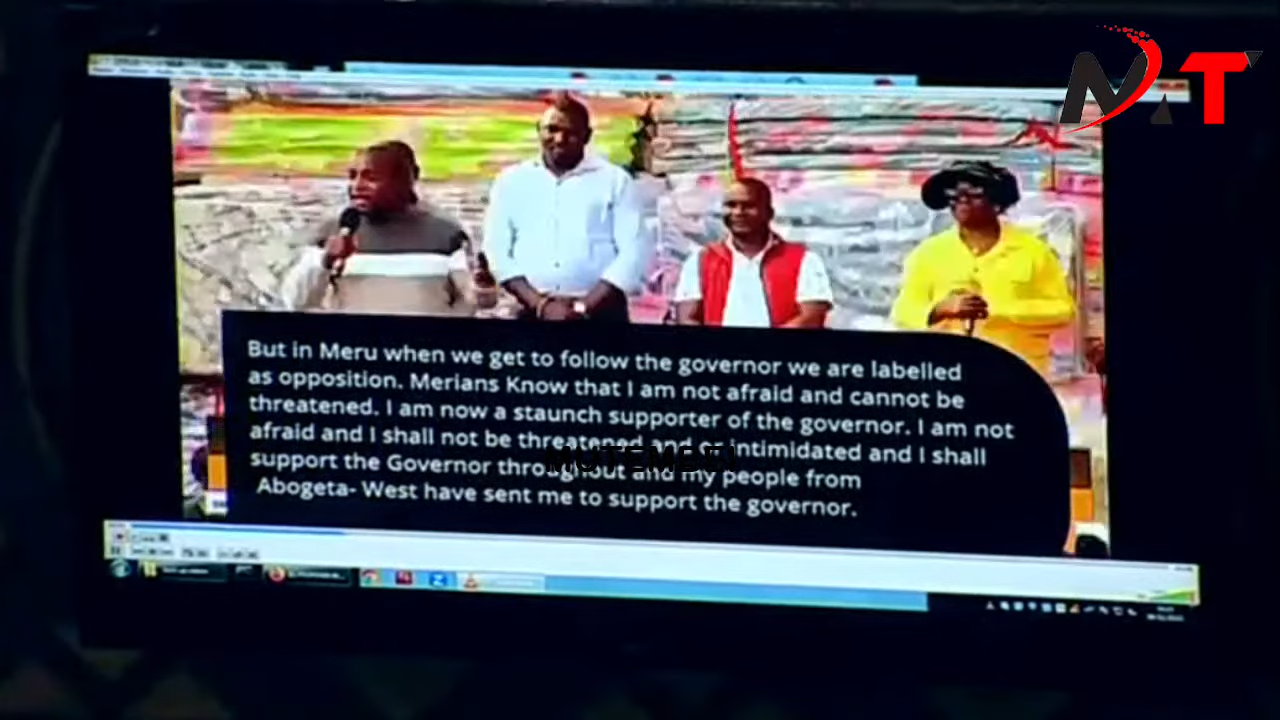 MT
But in Meru when we get to follow the governor we are labelled
as opposition. Merians Know that I am not afraid and cannot be
threatened. I am now a staunch supporter of the governor. I am not
afraid and I shall not be threatened and or intimidated and I shall
support the Governor throughout and my people from
Abogeta- West have sent me to support the governor.